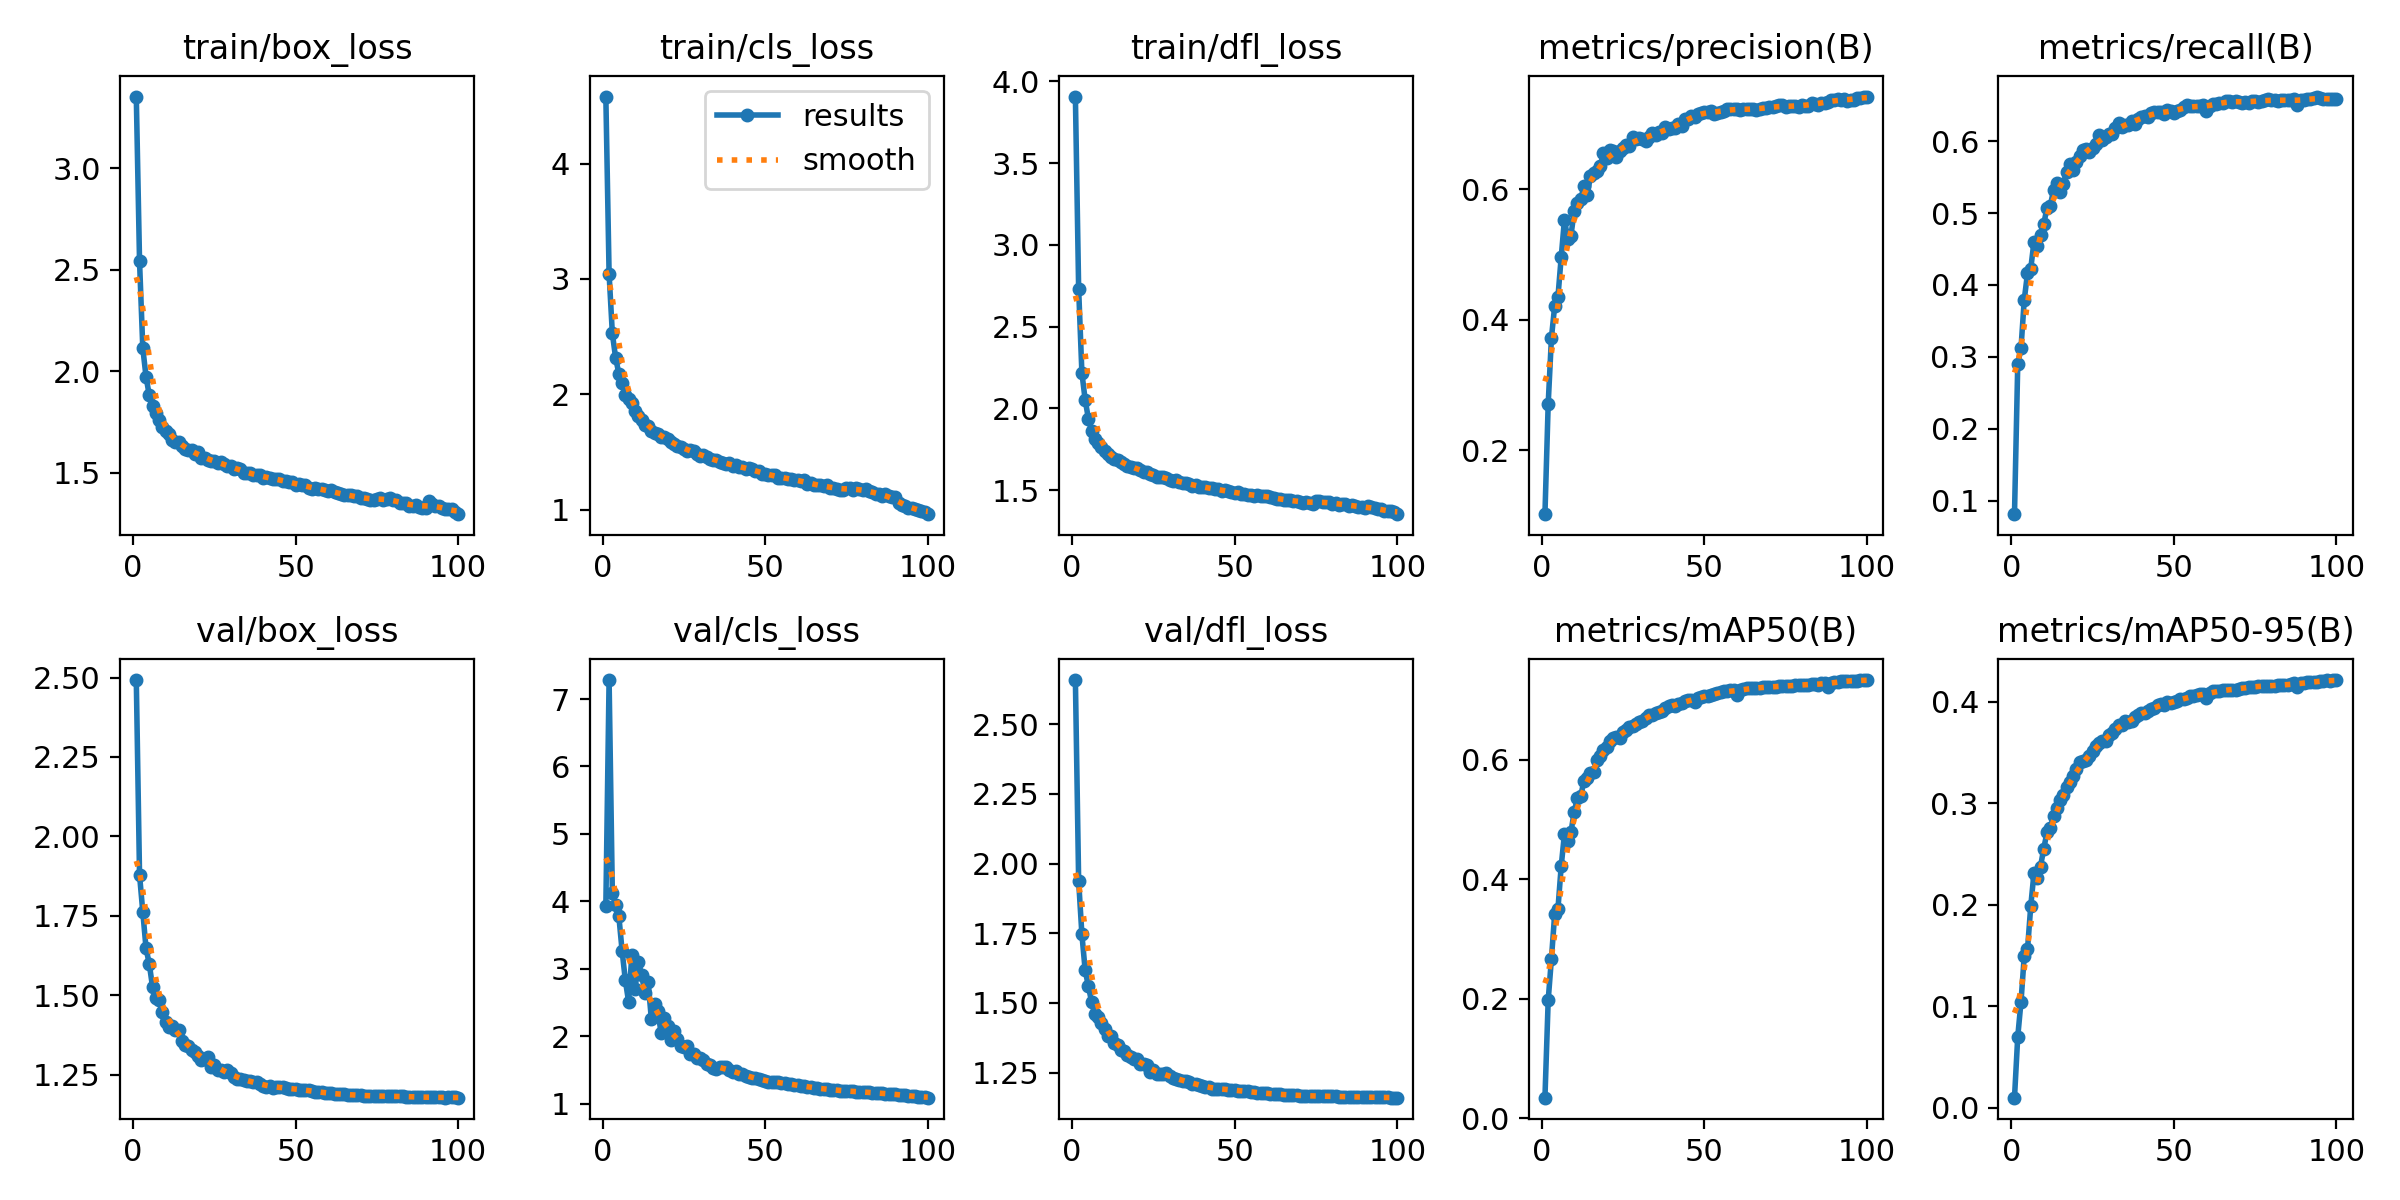 train/box_loss
3.0
2.5
2.0
1.5
0 50 100
train/cls_loss
results
smooth
4
3
2
1
0 50 100
train/dfl_loss
4.0
3.5
3.0
2.5
2.0
1.5
0 50 100
metrics/precision(B)
0.6
0.4
0.2
0 50 100
metrics/recall(B)
0.6
0.5
0.4
0.3
0.2
0.1
0 50 100
val/box_loss
2.50
2.25
2.00
1.75
1.50
1.25
0 50 100
val/cls_loss
7
6
5
4
3
2
1
0 50 100
val/dfl_loss
2.50
2.25
2.00
1.75
1.50
1.25
0 50 100
metrics/mAP50(B)
0.6
0.4
0.2
0.0
0 50 100
metrics/mAP50-95(B)
0.4
0.3
0.2
0.1
0.0
0 50 100